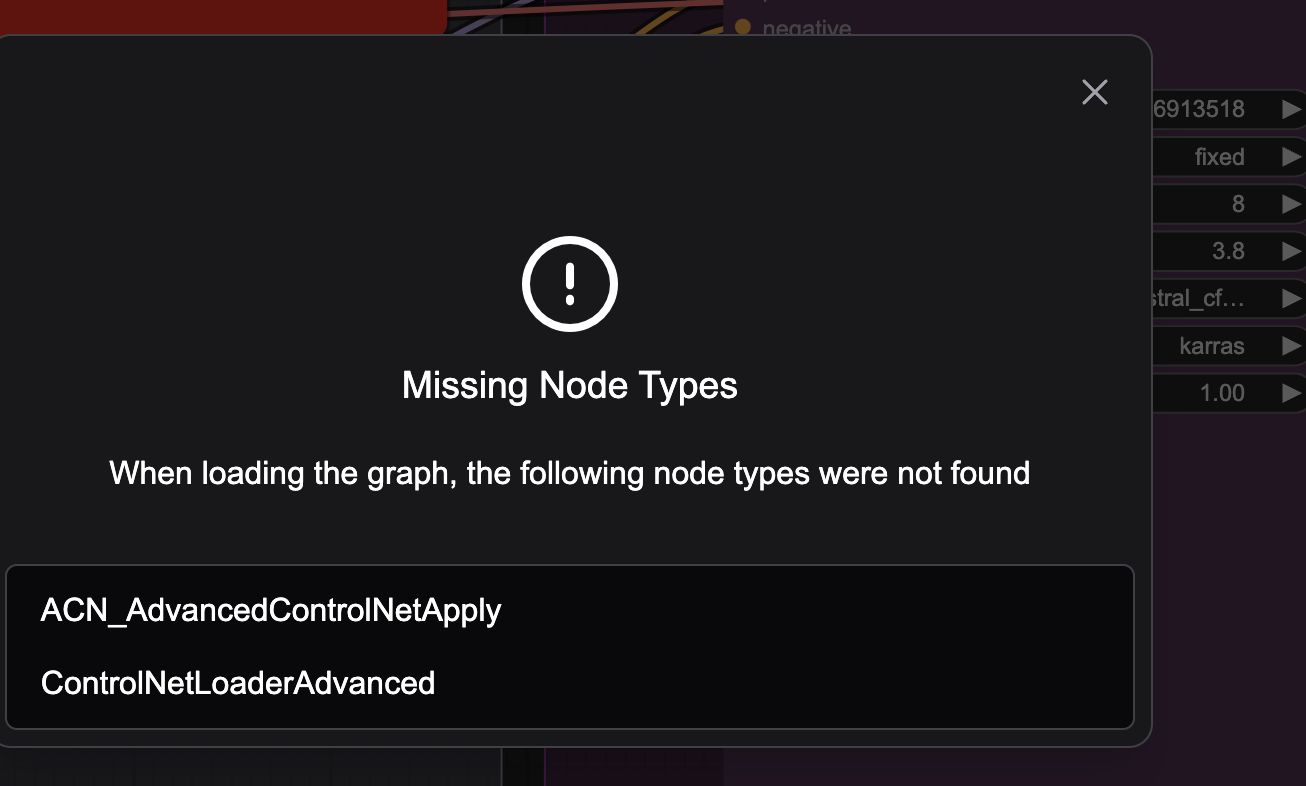 negative
6913518
fixed
8
3.8
stral_cf...
karras
1.00
Missing Node Types
When loading the graph, the following node types were not found
ACN_AdvancedControlNetApply
ControlNetLoaderAdvanced